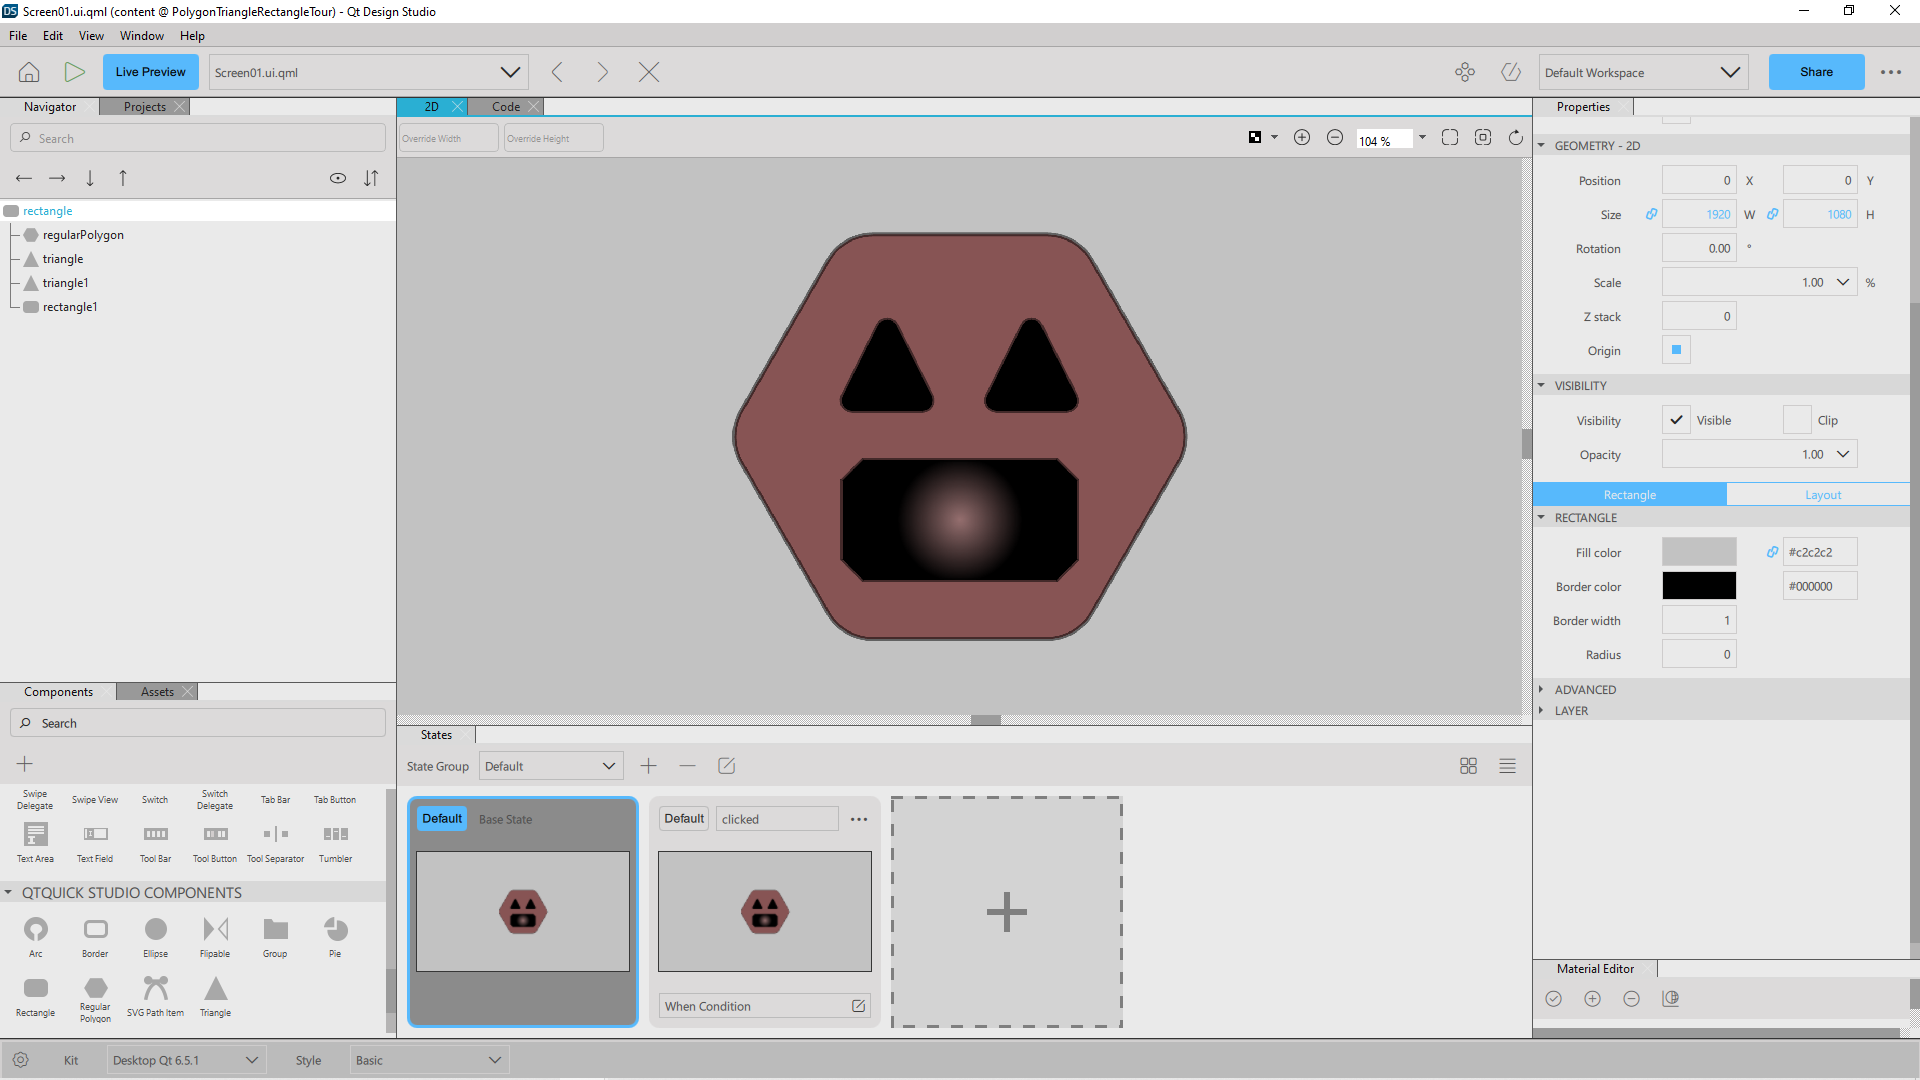 DS Screen01.ui.qml (content @ PolygonTriangleRectangleTour) - Qt Design Studio
File Edit View Window Help
Live Preview Screen01.ui.qml Default Workspace Share
Navigator Projects
Search
rectangle
regularPolygon
triangle
triangle1
rectangle1
Components Assets
Search
Swipe Delegate Swipe View Switch Switch Delegate Tab Bar Tab Button
Text Area Text Field Tool Bar Tool Button Tool Separator Tumbler
QTQUICK STUDIO COMPONENTS
Arc Border Ellipse Flipable Group Pie
Rectangle Regular Polygon SVG Path Item Triangle
2D Code
Override Width Override Height 104 %
States
State Group Default
Default Base State
Default clicked
When Condition
Properties
GEOMETRY - 2D
Position 0 X 0 Y
Size 1920 W 1080 H
Rotation 0.00 °
Scale 1.00 %
Z stack 0
Origin
VISIBILITY
Visibility Visible Clip
Opacity 1.00
Rectangle Layout
RECTANGLE
Fill color #c2c2c2
Border color #000000
Border width 1
Radius 0
ADVANCED
LAYER
Material Editor
Kit Desktop Qt 6.5.1 Style Basic